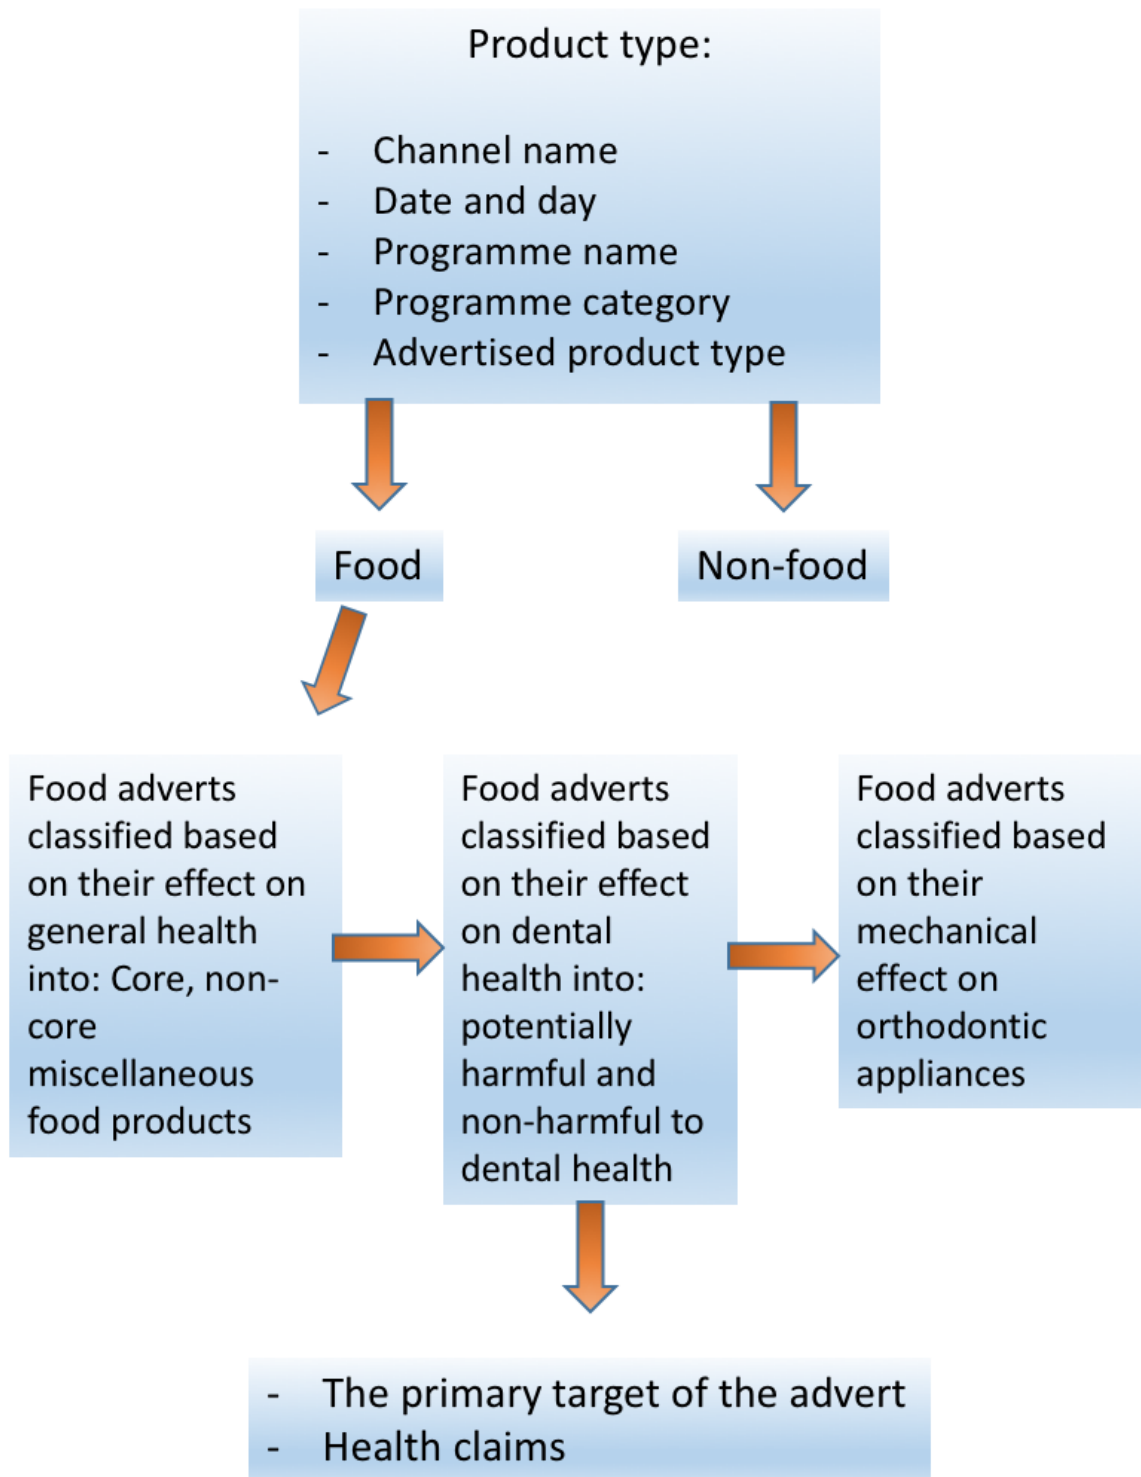 Product type:
- Channel name
- Date and day
- Programme name
- Programme category
- Advertised product type
Food
Non-food
Food adverts
classified based
on their effect on
general health
into: Core, non-
core
miscellaneous
food products
Food adverts
classified based
on their effect
on dental
health into:
potentially
harmful and
non-harmful to
dental health
Food adverts
classified based
on their
mechanical
effect on
orthodontic
appliances
- The primary target of the advert
- Health claims